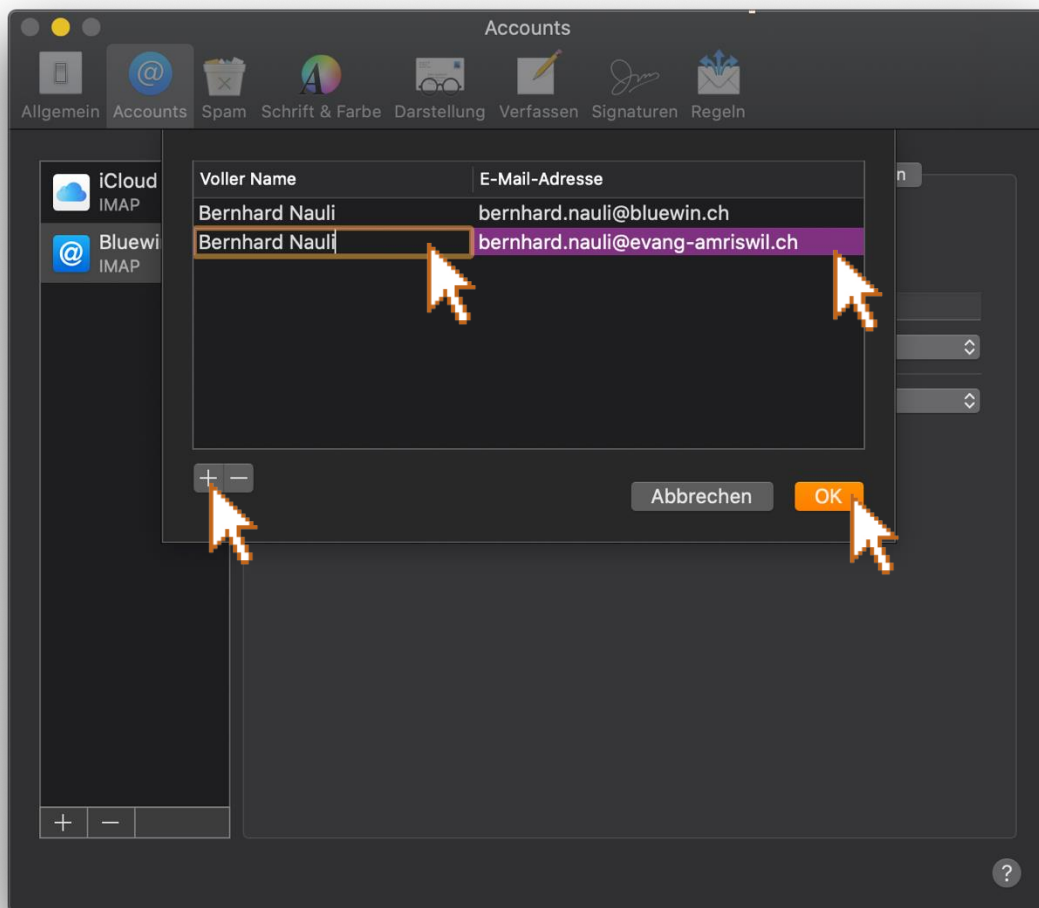 Accounts
Allgemein Accounts Spam Schrift & Farbe Darstellung Verfassen Signaturen Regeln
iCloud
IMAP
Bluewi
IMAP
n
Voller Name E-Mail-Adresse
Bernhard Nauli bernhard.nauli@bluewin.ch
Bernhard Nauli bernhard.nauli@evang-amriswil.ch
+ −
Abbrechen OK
+ −
?